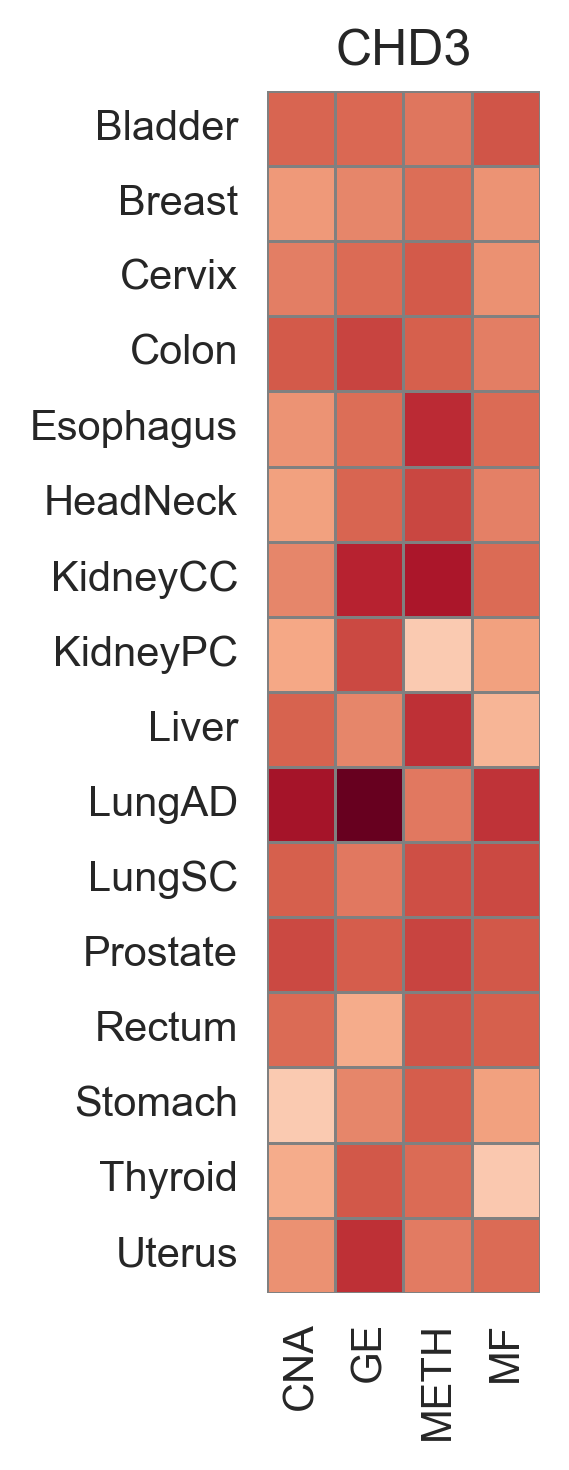 CHD3
Bladder
Breast
Cervix
Colon
Esophagus
HeadNeck
KidneyCC
KidneyPC
Liver
LungAD
LungSC
Prostate
Rectum
Stomach
Thyroid
Uterus
CNA
GE
METH
MF